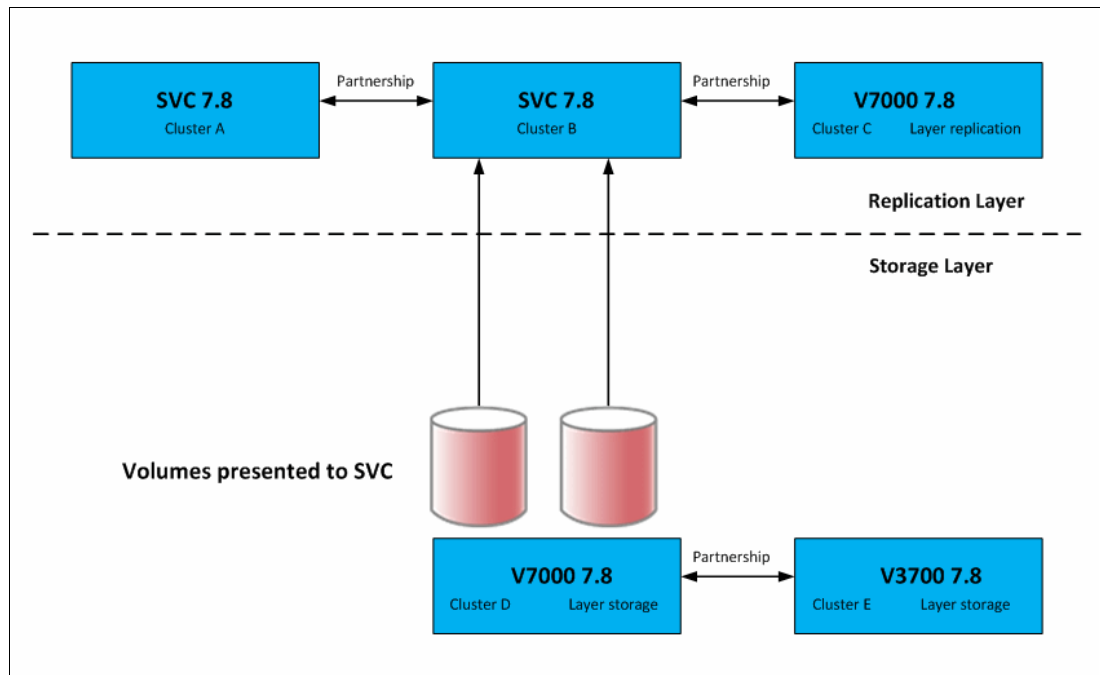 Partnership
Partnership
SVC 7.8
SVC 7.8
V7000 7.8
Cluster A
Cluster B
Cluster C Layer replication
Replication Layer
Storage Layer
Volumes presented to SVC
Partnership
V7000 7.8
V3700 7.8
Cluster D Layer storage
Cluster E Layer storage